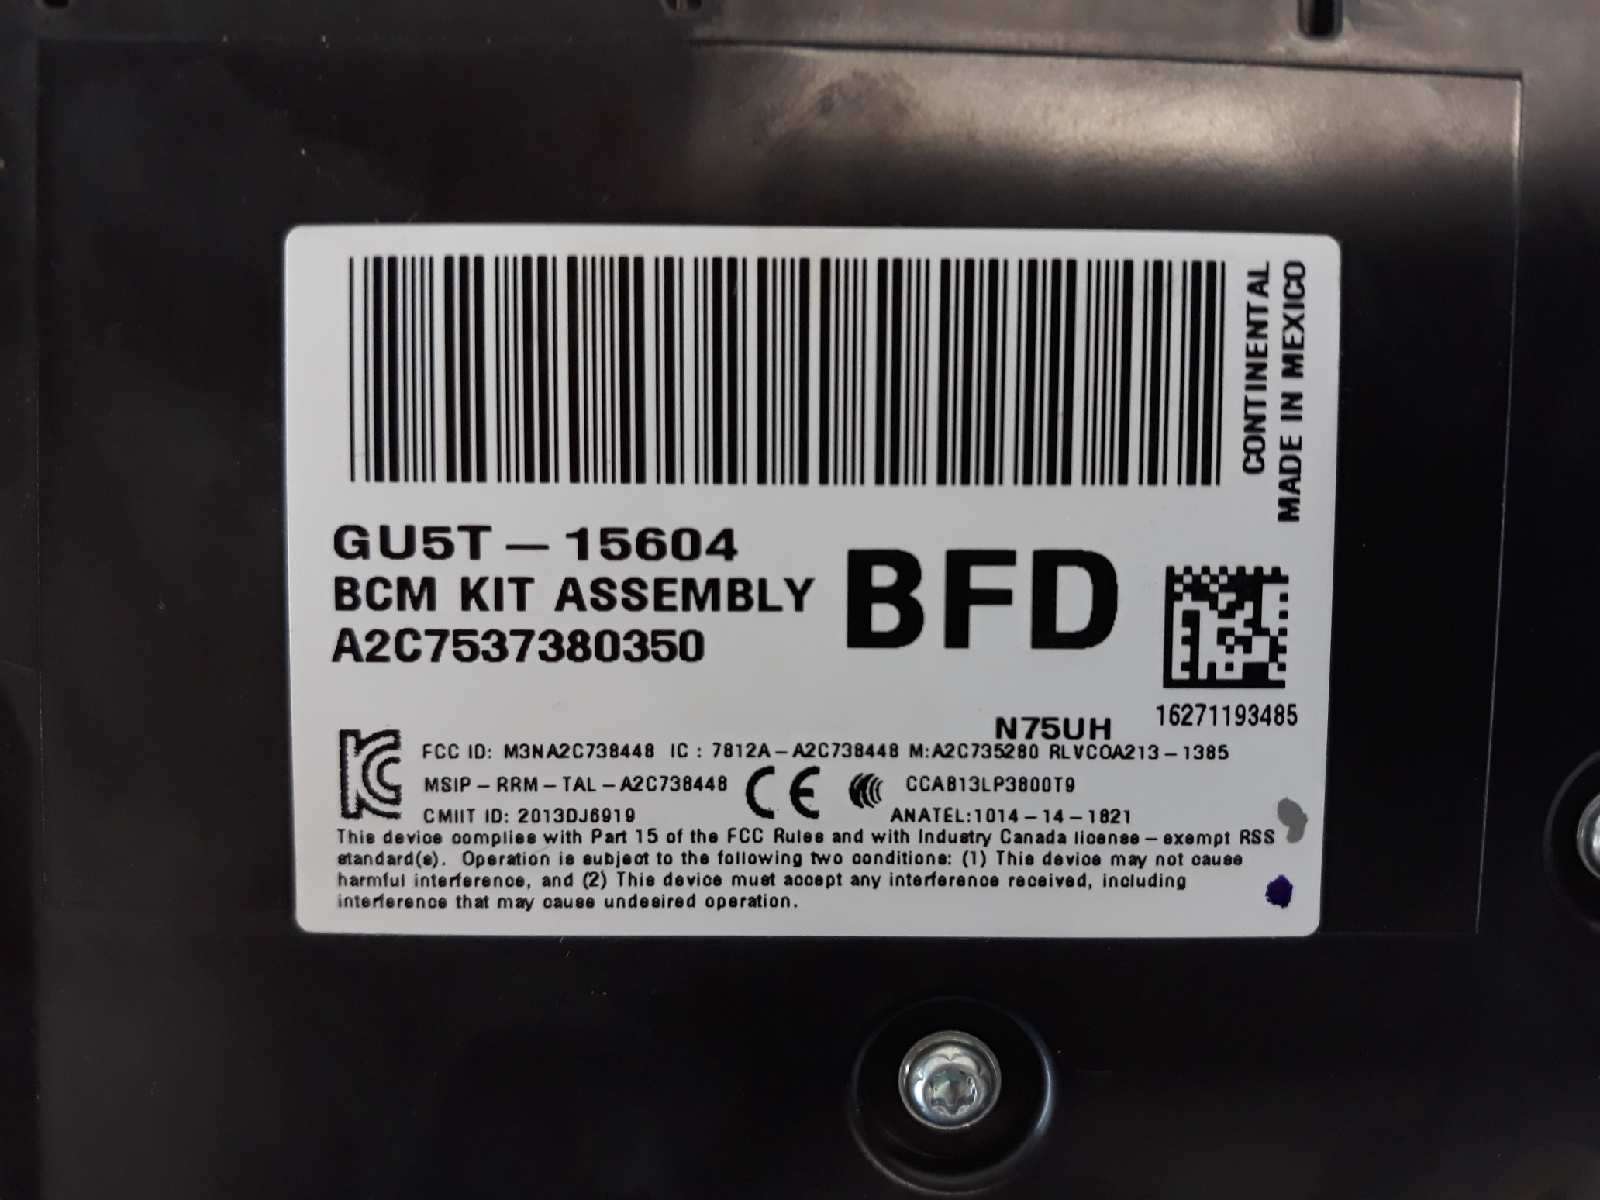 CONTINENTAL
MADE IN MEXICO
GU5T-15604
BCM KIT ASSEMBLY
A2C7537380350
BFD
16271193485
N75UH
FCC ID: M3NA2C738448 IC: 7812A-A2C738448 M:A2C735280 RLVCOA213-1385
MSIP-RRM-TAL-A2C738448 CE CCAB13LP3800T9
CMIIT ID: 2013DJ6919 ANATEL:1014-14-1821
This device complies with Part 15 of the FCC Rules and with Industry Canada license-exempt RSS
standard(s). Operation is subject to the following two conditions: (1) This device may not cause
harmful interference, and (2) This device must accept any interference received, including
interference that may cause undesired operation.